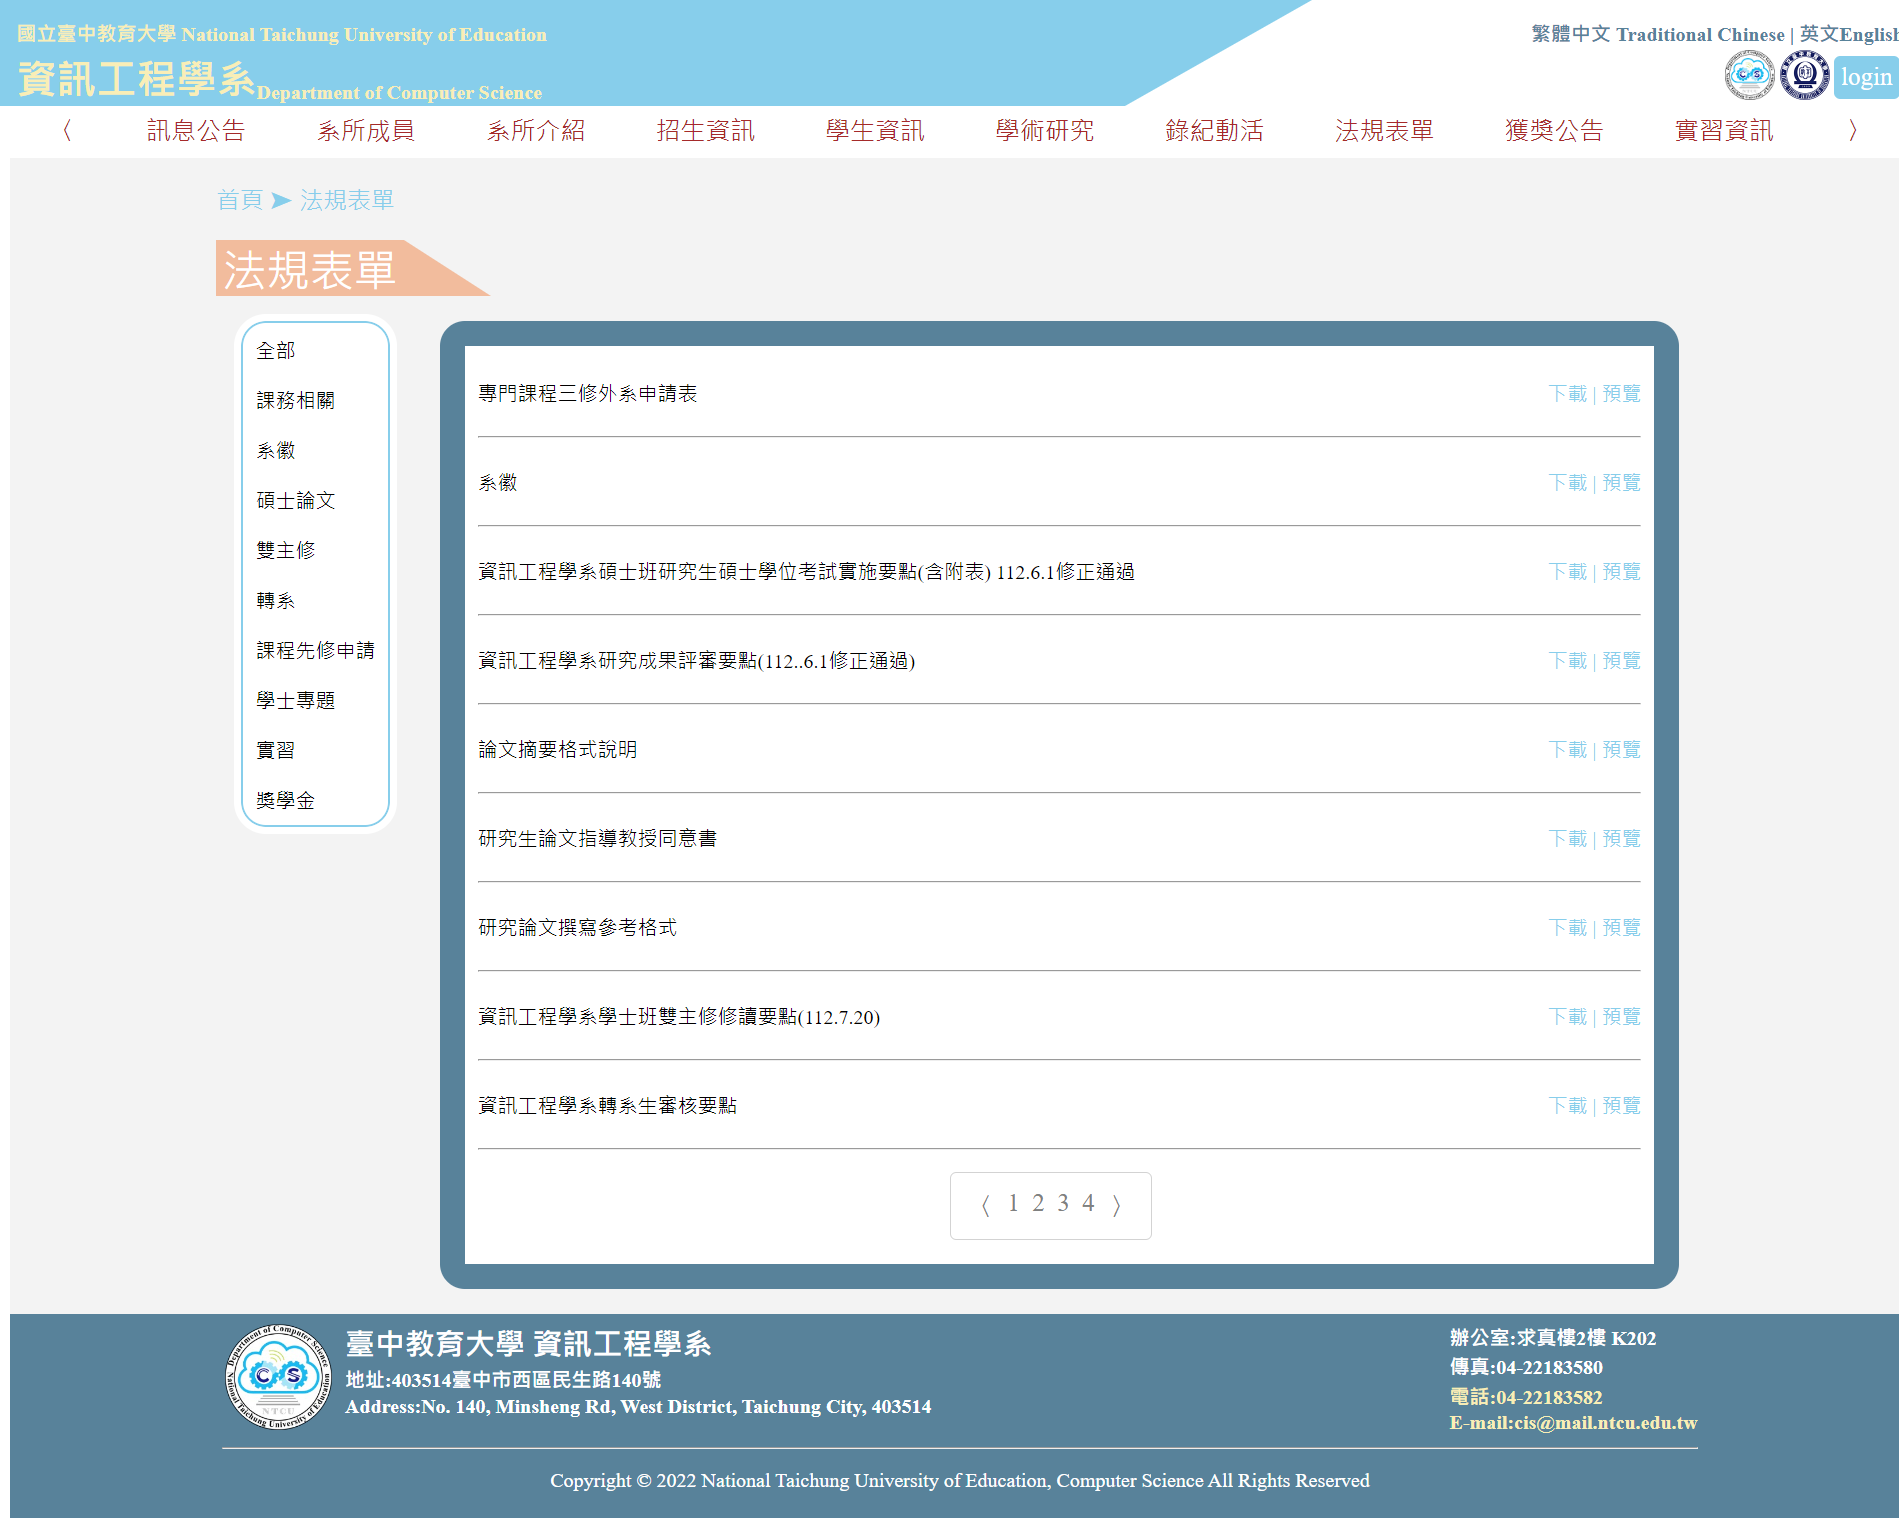 國立臺中教育大學 National Taichung University of Education
資訊工程學系Department of Computer Science
繁體中文 Traditional Chinese | 英文English
login
〈 訊息公告 系所成員 系所介紹 招生資訊 學生資訊 學術研究 錄紀動活 法規表單 獲獎公告 實習資訊 〉
首頁 ➤ 法規表單
法規表單
全部
課務相關
系徽
碩士論文
雙主修
轉系
課程先修申請
學士專題
實習
獎學金
專門課程三修外系申請表 下載 | 預覽
系徽 下載 | 預覽
資訊工程學系碩士班研究生碩士學位考試實施要點(含附表) 112.6.1修正通過 下載 | 預覽
資訊工程學系研究成果評審要點(112..6.1修正通過) 下載 | 預覽
論文摘要格式說明 下載 | 預覽
研究生論文指導教授同意書 下載 | 預覽
研究論文撰寫參考格式 下載 | 預覽
資訊工程學系學士班雙主修修讀要點(112.7.20) 下載 | 預覽
資訊工程學系轉系生審核要點 下載 | 預覽
〈 1 2 3 4 〉
Department of Computer Science
CS
NTCU
National Taichung University of Education
臺中教育大學 資訊工程學系
地址:403514臺中市西區民生路140號
Address:No. 140, Minsheng Rd, West District, Taichung City, 403514
辦公室:求真樓2樓 K202
傳真:04-22183580
電話:04-22183582
E-mail:cis@mail.ntcu.edu.tw
Copyright © 2022 National Taichung University of Education, Computer Science All Rights Reserved